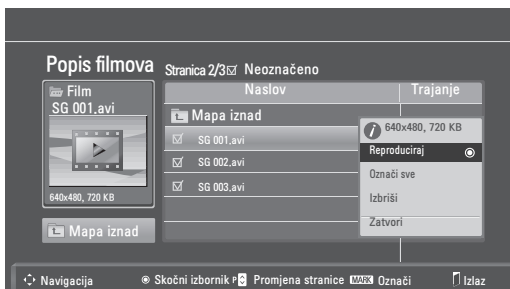 Popis filmova
Stranica 2/3 Neoznačeno
Film
SG 001.avi
640x480, 720 KB
Mapa iznad
Naslov Trajanje
Mapa iznad
SG 001.avi
SG 002.avi
SG 003.avi
640x480, 720 KB
Reproduciraj
Označi sve
Izbriši
Zatvori
Navigacija Skočni izbornik P Promjena stranice MARK Označi Izlaz